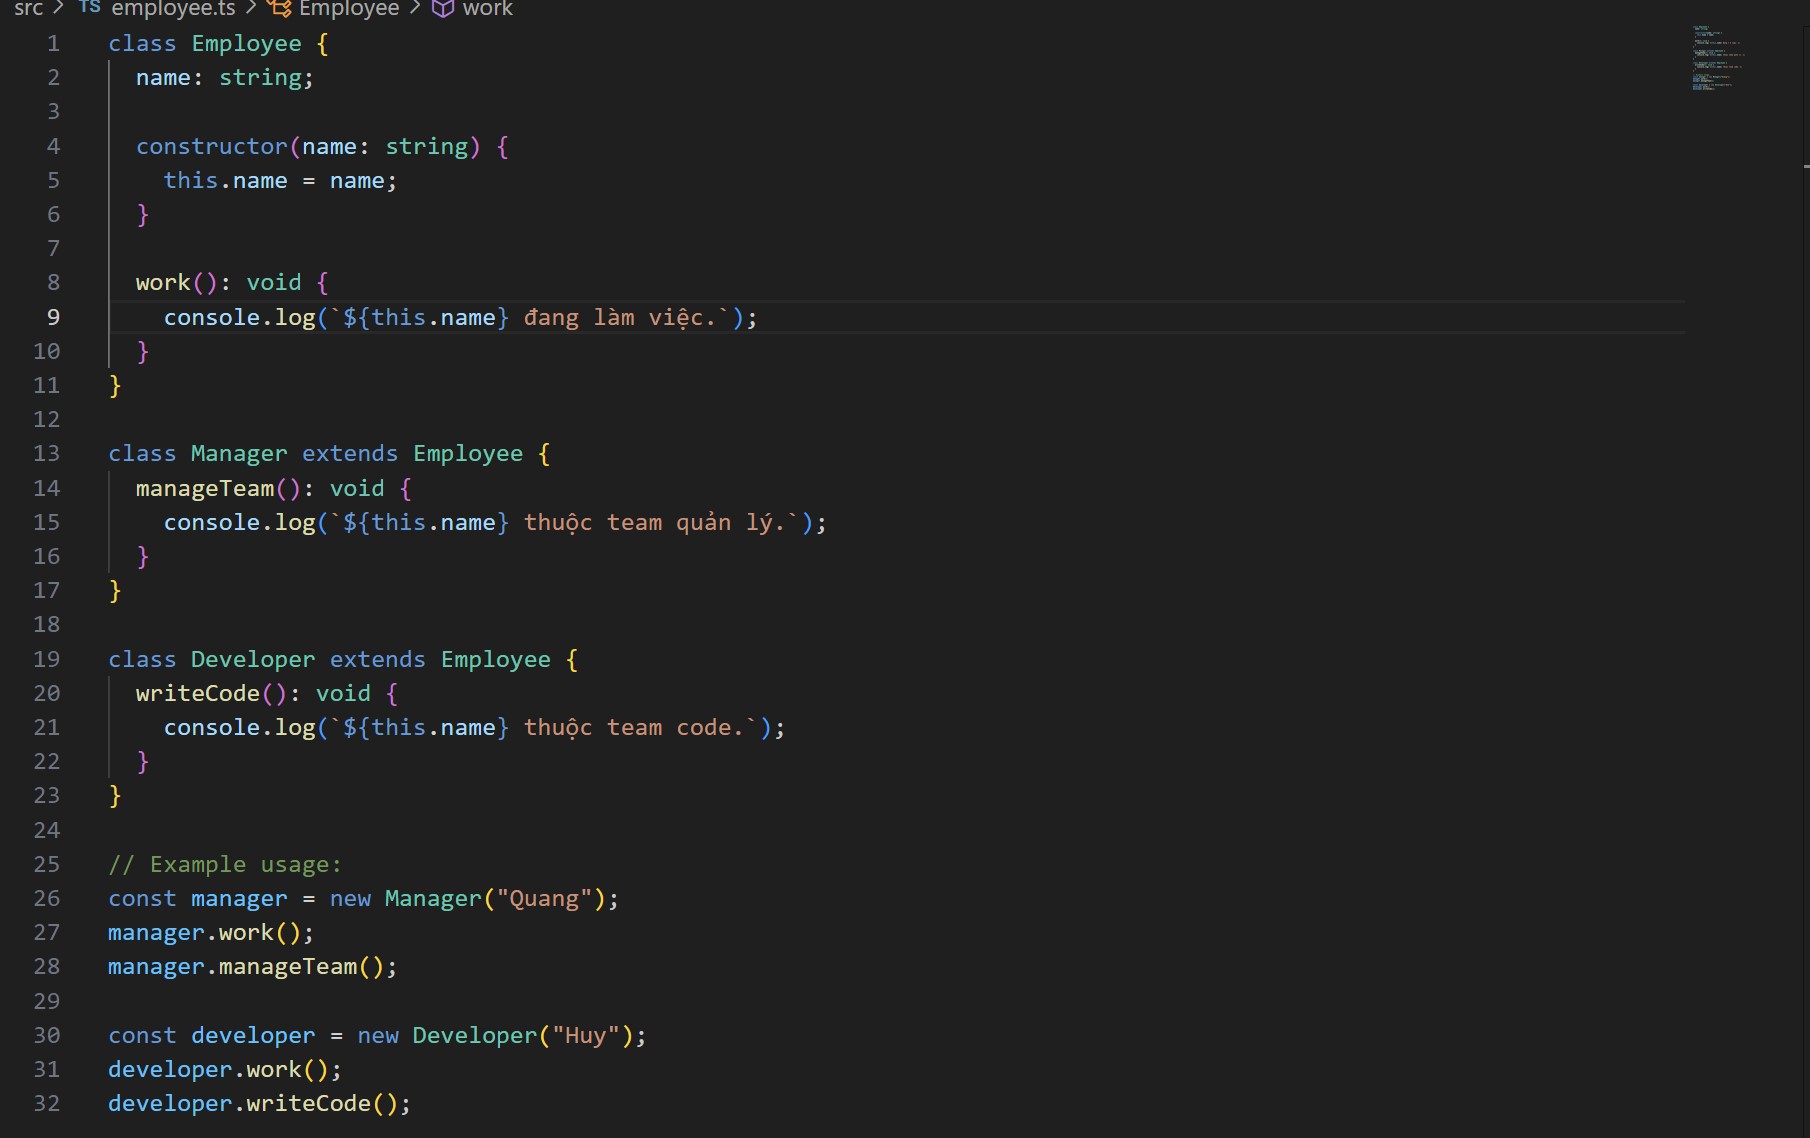 src > TS employee.ts > Employee > work
1 class Employee {
2   name: string;
3
4   constructor(name: string) {
5     this.name = name;
6   }
7
8   work(): void {
9     console.log(`${this.name} đang làm việc.`);
10   }
11 }
12
13 class Manager extends Employee {
14   manageTeam(): void {
15     console.log(`${this.name} thuộc team quản lý.`);
16   }
17 }
18
19 class Developer extends Employee {
20   writeCode(): void {
21     console.log(`${this.name} thuộc team code.`);
22   }
23 }
24
25 // Example usage:
26 const manager = new Manager("Quang");
27 manager.work();
28 manager.manageTeam();
29
30 const developer = new Developer("Huy");
31 developer.work();
32 developer.writeCode();